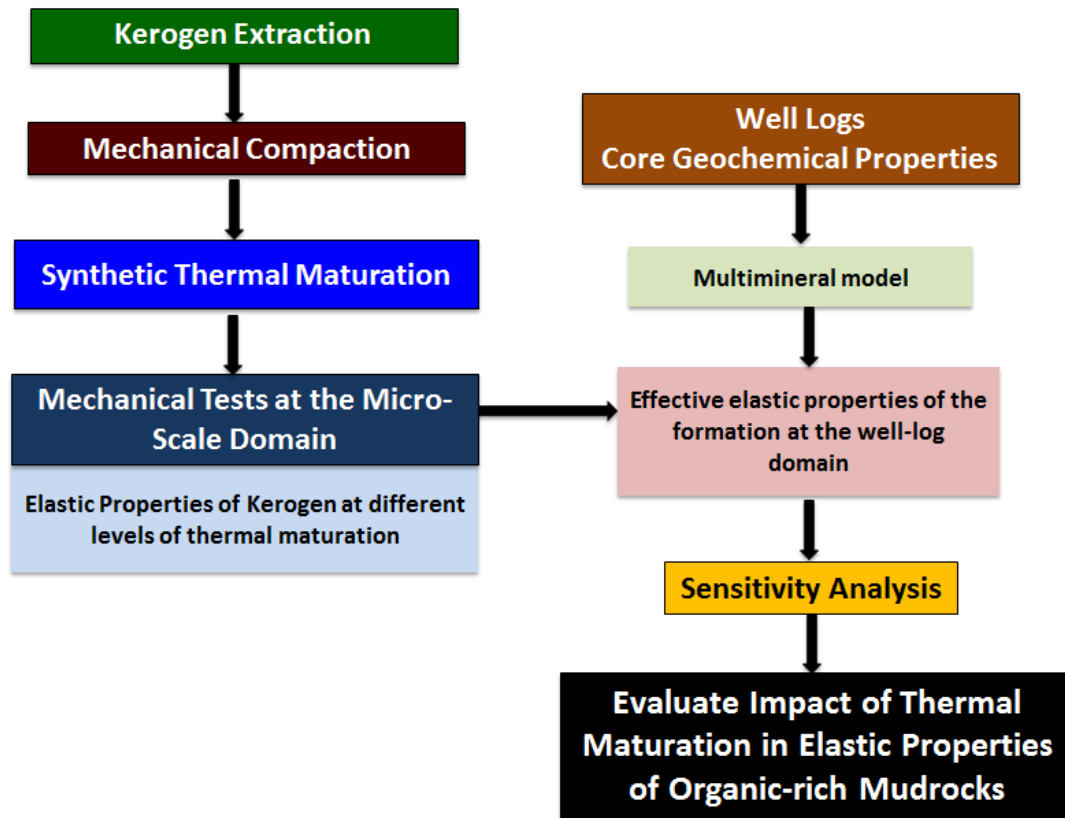 Kerogen Extraction
Mechanical Compaction
Synthetic Thermal Maturation
Mechanical Tests at the Micro-
Scale Domain
Elastic Properties of Kerogen at different
levels of thermal maturation
Well Logs
Core Geochemical Properties
Multimineral model
Effective elastic properties of the
formation at the well-log
domain
Sensitivity Analysis
Evaluate Impact of Thermal
Maturation in Elastic Properties
of Organic-rich Mudrocks